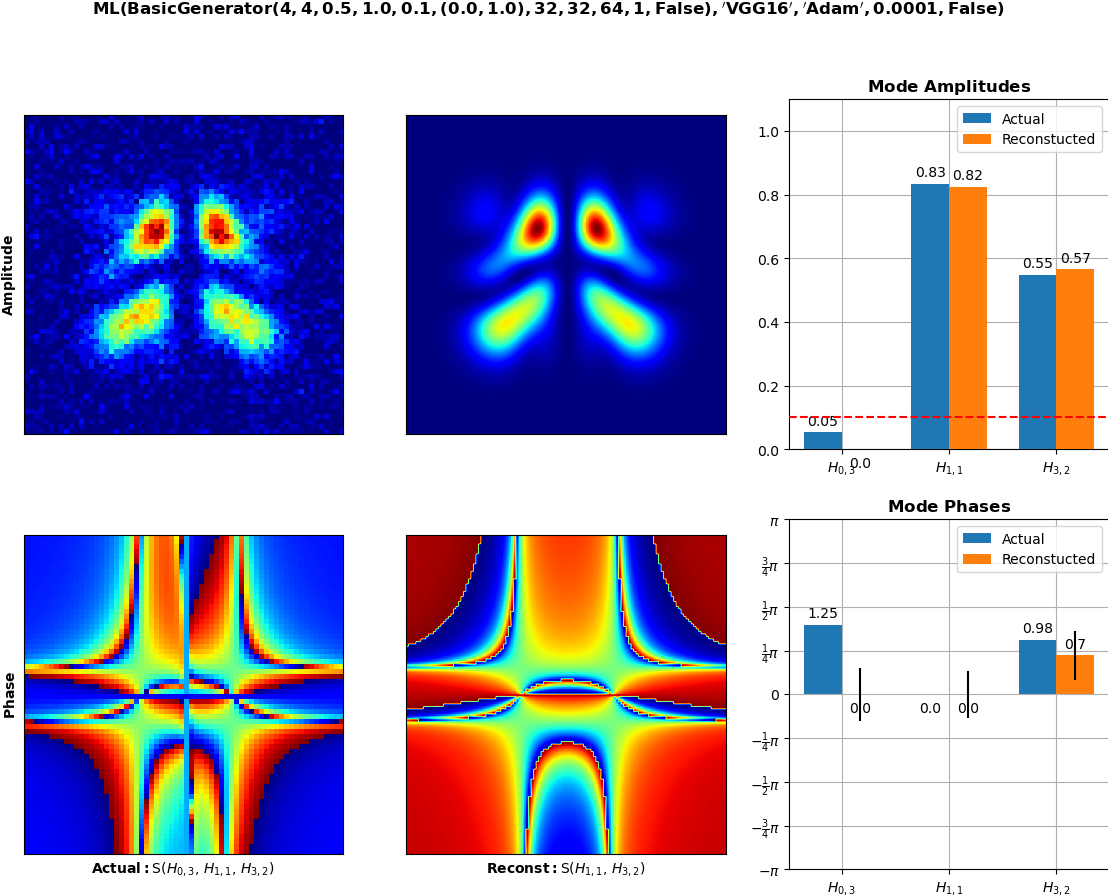 ML(BasicGenerator(4, 4, 0.5, 1.0, 0.1, (0.0, 1.0), 32, 32, 64, 1, False), ′VGG16′, ′Adam′, 0.0001, False)
Amplitude
Mode Amplitudes
Actual
Reconstucted
1.0
0.8
0.6
0.4
0.2
0.0
0.05
0.0
0.83
0.82
0.55
0.57
H0, 3
H1, 1
H3, 2
Phase
Actual: S(H0, 3, H1, 1, H3, 2)
Reconst: S(H1, 1, H3, 2)
Mode Phases
Actual
Reconstucted
π
3/4π
1/2π
1/4π
0
−1/4π
−1/2π
−3/4π
−π
1.25
0.0
0.0
0.0
0.98
0.7
H0, 3
H1, 1
H3, 2